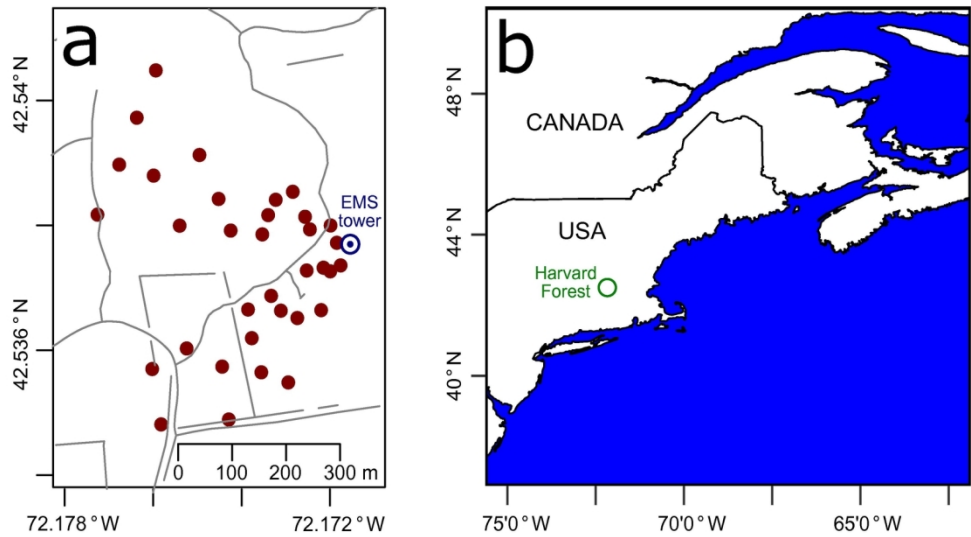 a
42.54° N
42.536° N
EMS
tower
0 100 200 300 m
72.178° W 72.172° W
b
48° N
44° N
40° N
CANADA
USA
Harvard
Forest
75'0° W 70'0° W 65'0° W